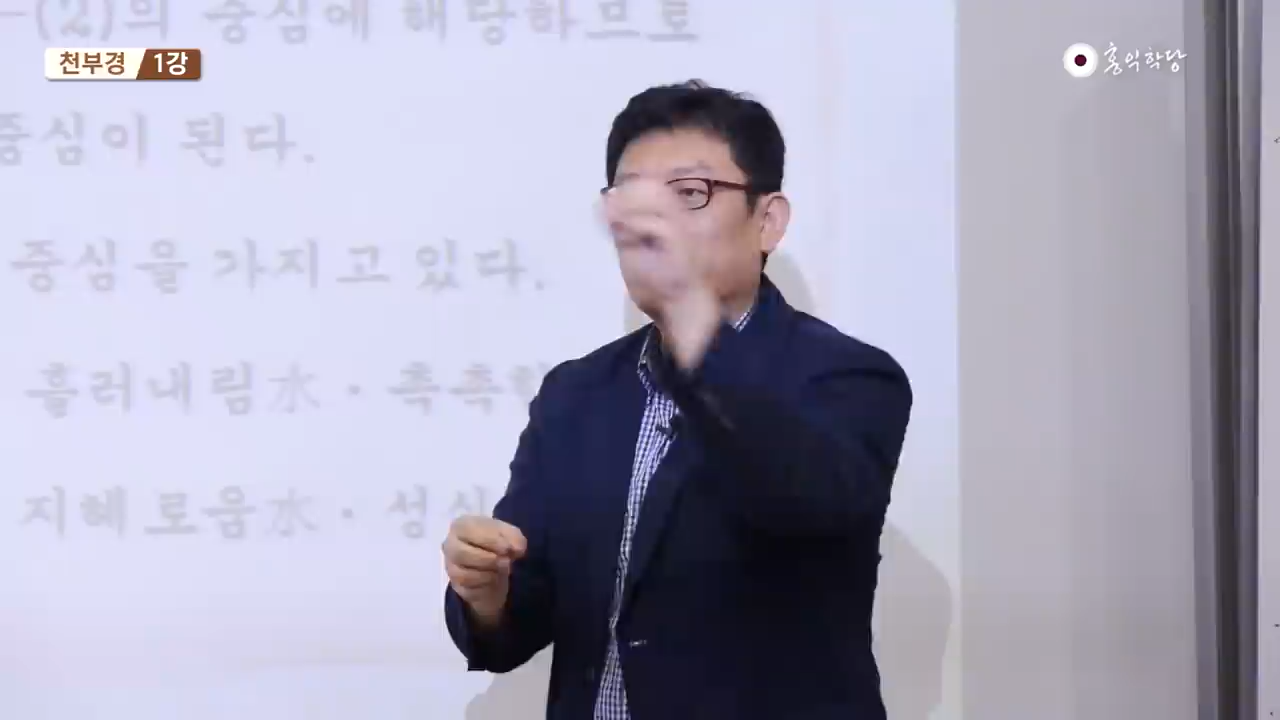 -(2)의 중심에 해당하므로
천부경 1강
홍익학당
중심이 된다.
중심을 가지고 있다.
흘러내림水 · 촉촉
지혜로움水 · 성실